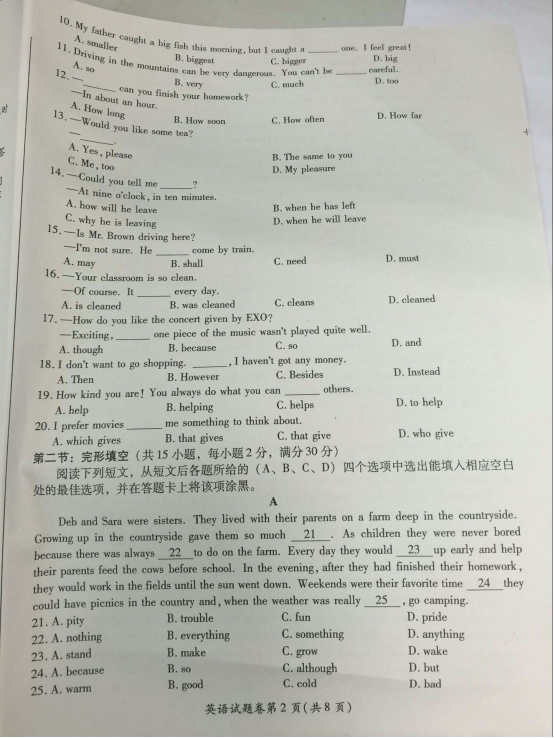 10. My father caught a big fish this morning, but I caught a ______ one. I feel great!
A. smaller B. biggest C. bigger D. big
11. Driving in the mountains can be very dangerous. You can't be ______ careful.
A. so B. very C. much D. too
12. —______ can you finish your homework?
—In about an hour.
A. How long B. How soon C. How often D. How far
13. —Would you like some tea?
—______.
A. Yes, please B. The same to you
C. Me, too D. My pleasure
14. —Could you tell me ______?
—At nine o'clock, in ten minutes.
A. how will he leave B. when he has left
C. why he is leaving D. when he will leave
15. —Is Mr. Brown driving here?
—I'm not sure. He ______ come by train.
A. may B. shall C. need D. must
16. —Your classroom is so clean.
—Of course. It ______ every day.
A. is cleaned B. was cleaned C. cleans D. cleaned
17. —How do you like the concert given by EXO?
—Exciting, ______ one piece of the music wasn't played quite well.
A. though B. because C. so D. and
18. I don't want to go shopping. ______, I haven't got any money.
A. Then B. However C. Besides D. Instead
19. How kind you are! You always do what you can ______ others.
A. help B. helping C. helps D. to help
20. I prefer movies ______ me something to think about.
A. which gives B. that gives C. that give D. who give
第二节：完形填空（共15小题，每小题2分，满分30分）
阅读下列短文，从短文后各题所给的（A、B、C、D）四个选项中选出能填入相应空白
处的最佳选项，并在答题卡上将该项涂黑。
A
Deb and Sara were sisters. They lived with their parents on a farm deep in the countryside.
Growing up in the countryside gave them so much 21 . As children they were never bored
because there was always 22 to do on the farm. Every day they would 23 up early and help
their parents feed the cows before school. In the evening, after they had finished their homework,
they would work in the fields until the sun went down. Weekends were their favorite time 24 they
could have picnics in the country and, when the weather was really 25 , go camping.
21. A. pity B. trouble C. fun D. pride
22. A. nothing B. everything C. something D. anything
23. A. stand B. make C. grow D. wake
24. A. because B. so C. although D. but
25. A. warm B. good C. cold D. bad
英语试题卷第2页（共8页）